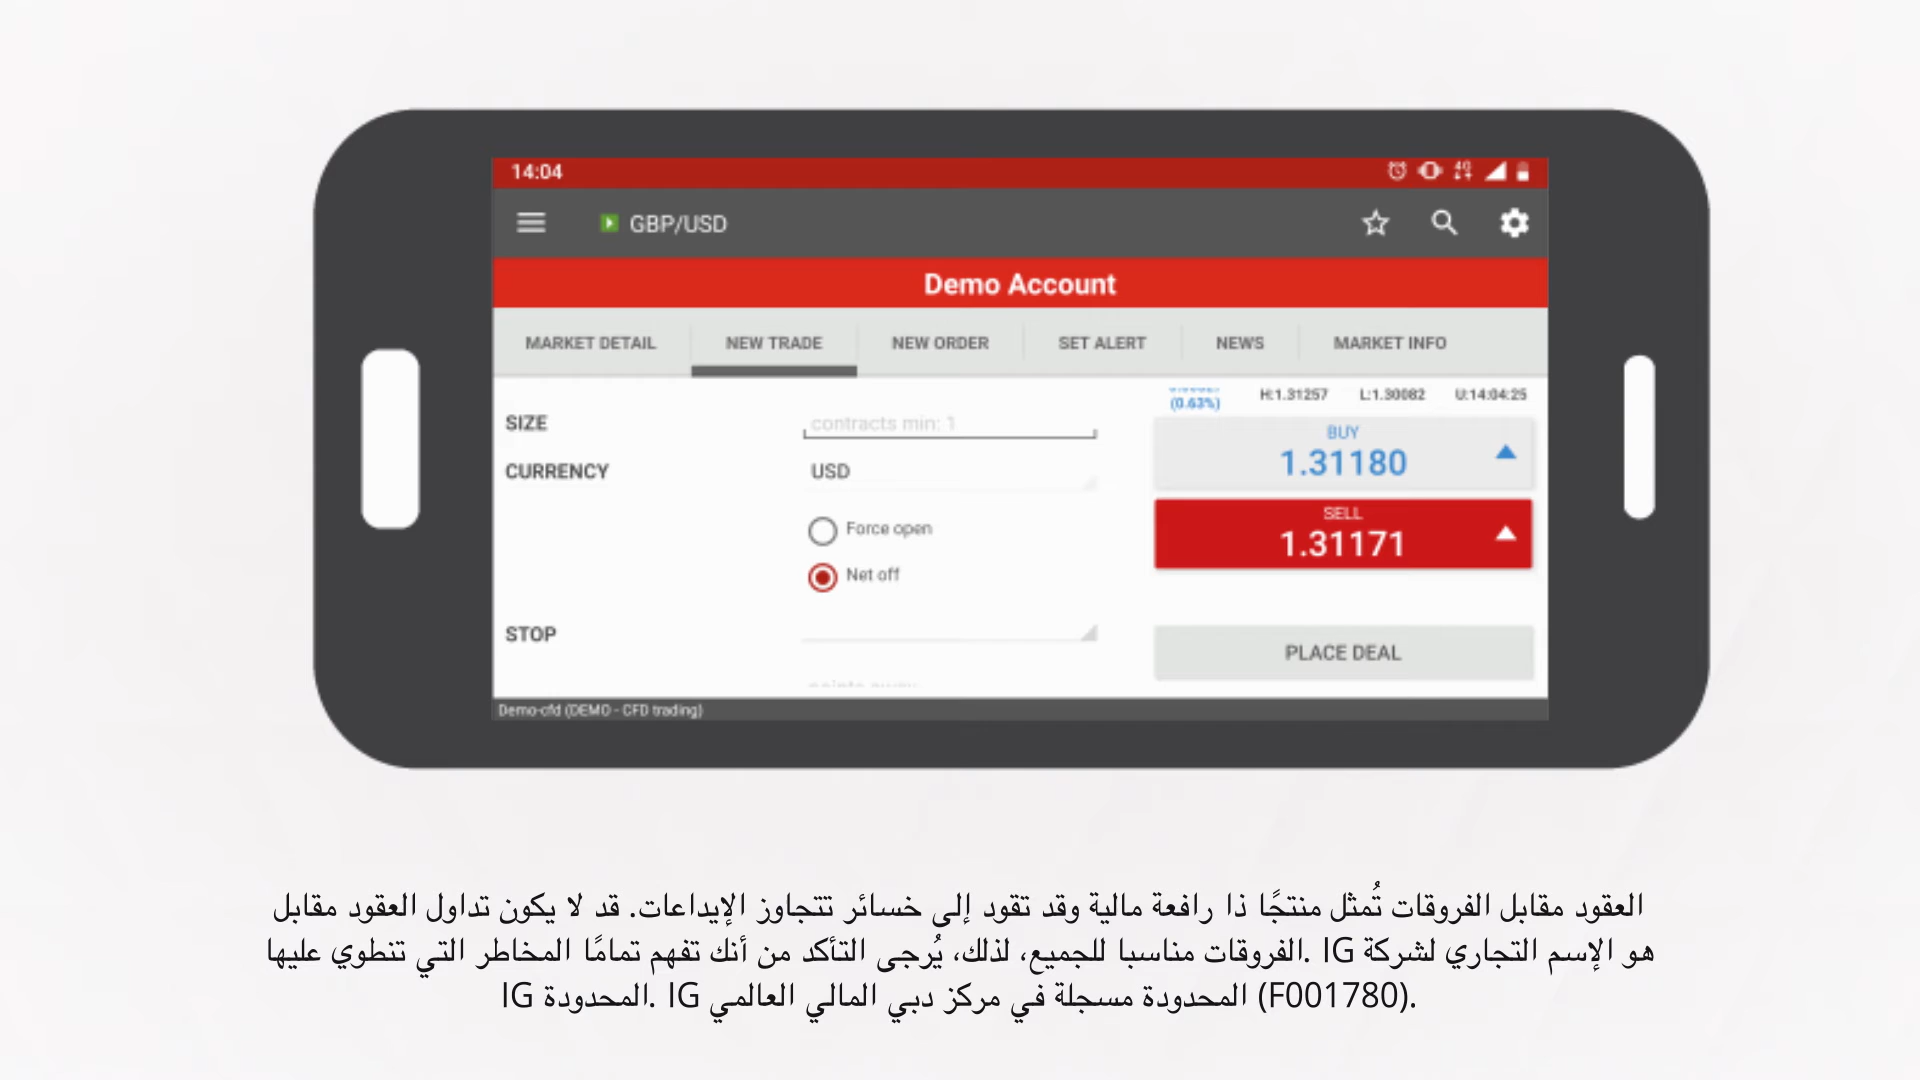 14:04
GBP/USD
Demo Account
MARKET DETAIL NEW TRADE NEW ORDER SET ALERT NEWS MARKET INFO
(0.63%) H:1.31257 L:1.30082 U:14:04:25
SIZE contracts min: 1
BUY
1.31180
CURRENCY USD
SELL
1.31171
Force open
Net off
STOP
PLACE DEAL
Demo-cfd (DEMO - CFD trading)
العقود مقابل الفروقات تُمثل منتجًا ذا رافعة مالية وقد تقود إلى خسائر تتجاوز الإيداعات. قد لا يكون تداول العقود مقابل
هو الإسم التجاري لشركة IG .الفروقات مناسبا للجميع، لذلك، يُرجى التأكد من أنك تفهم تمامًا المخاطر التي تنطوي عليها
IG المحدودة. IG المحدودة مسجلة في مركز دبي المالي العالمي (F001780).